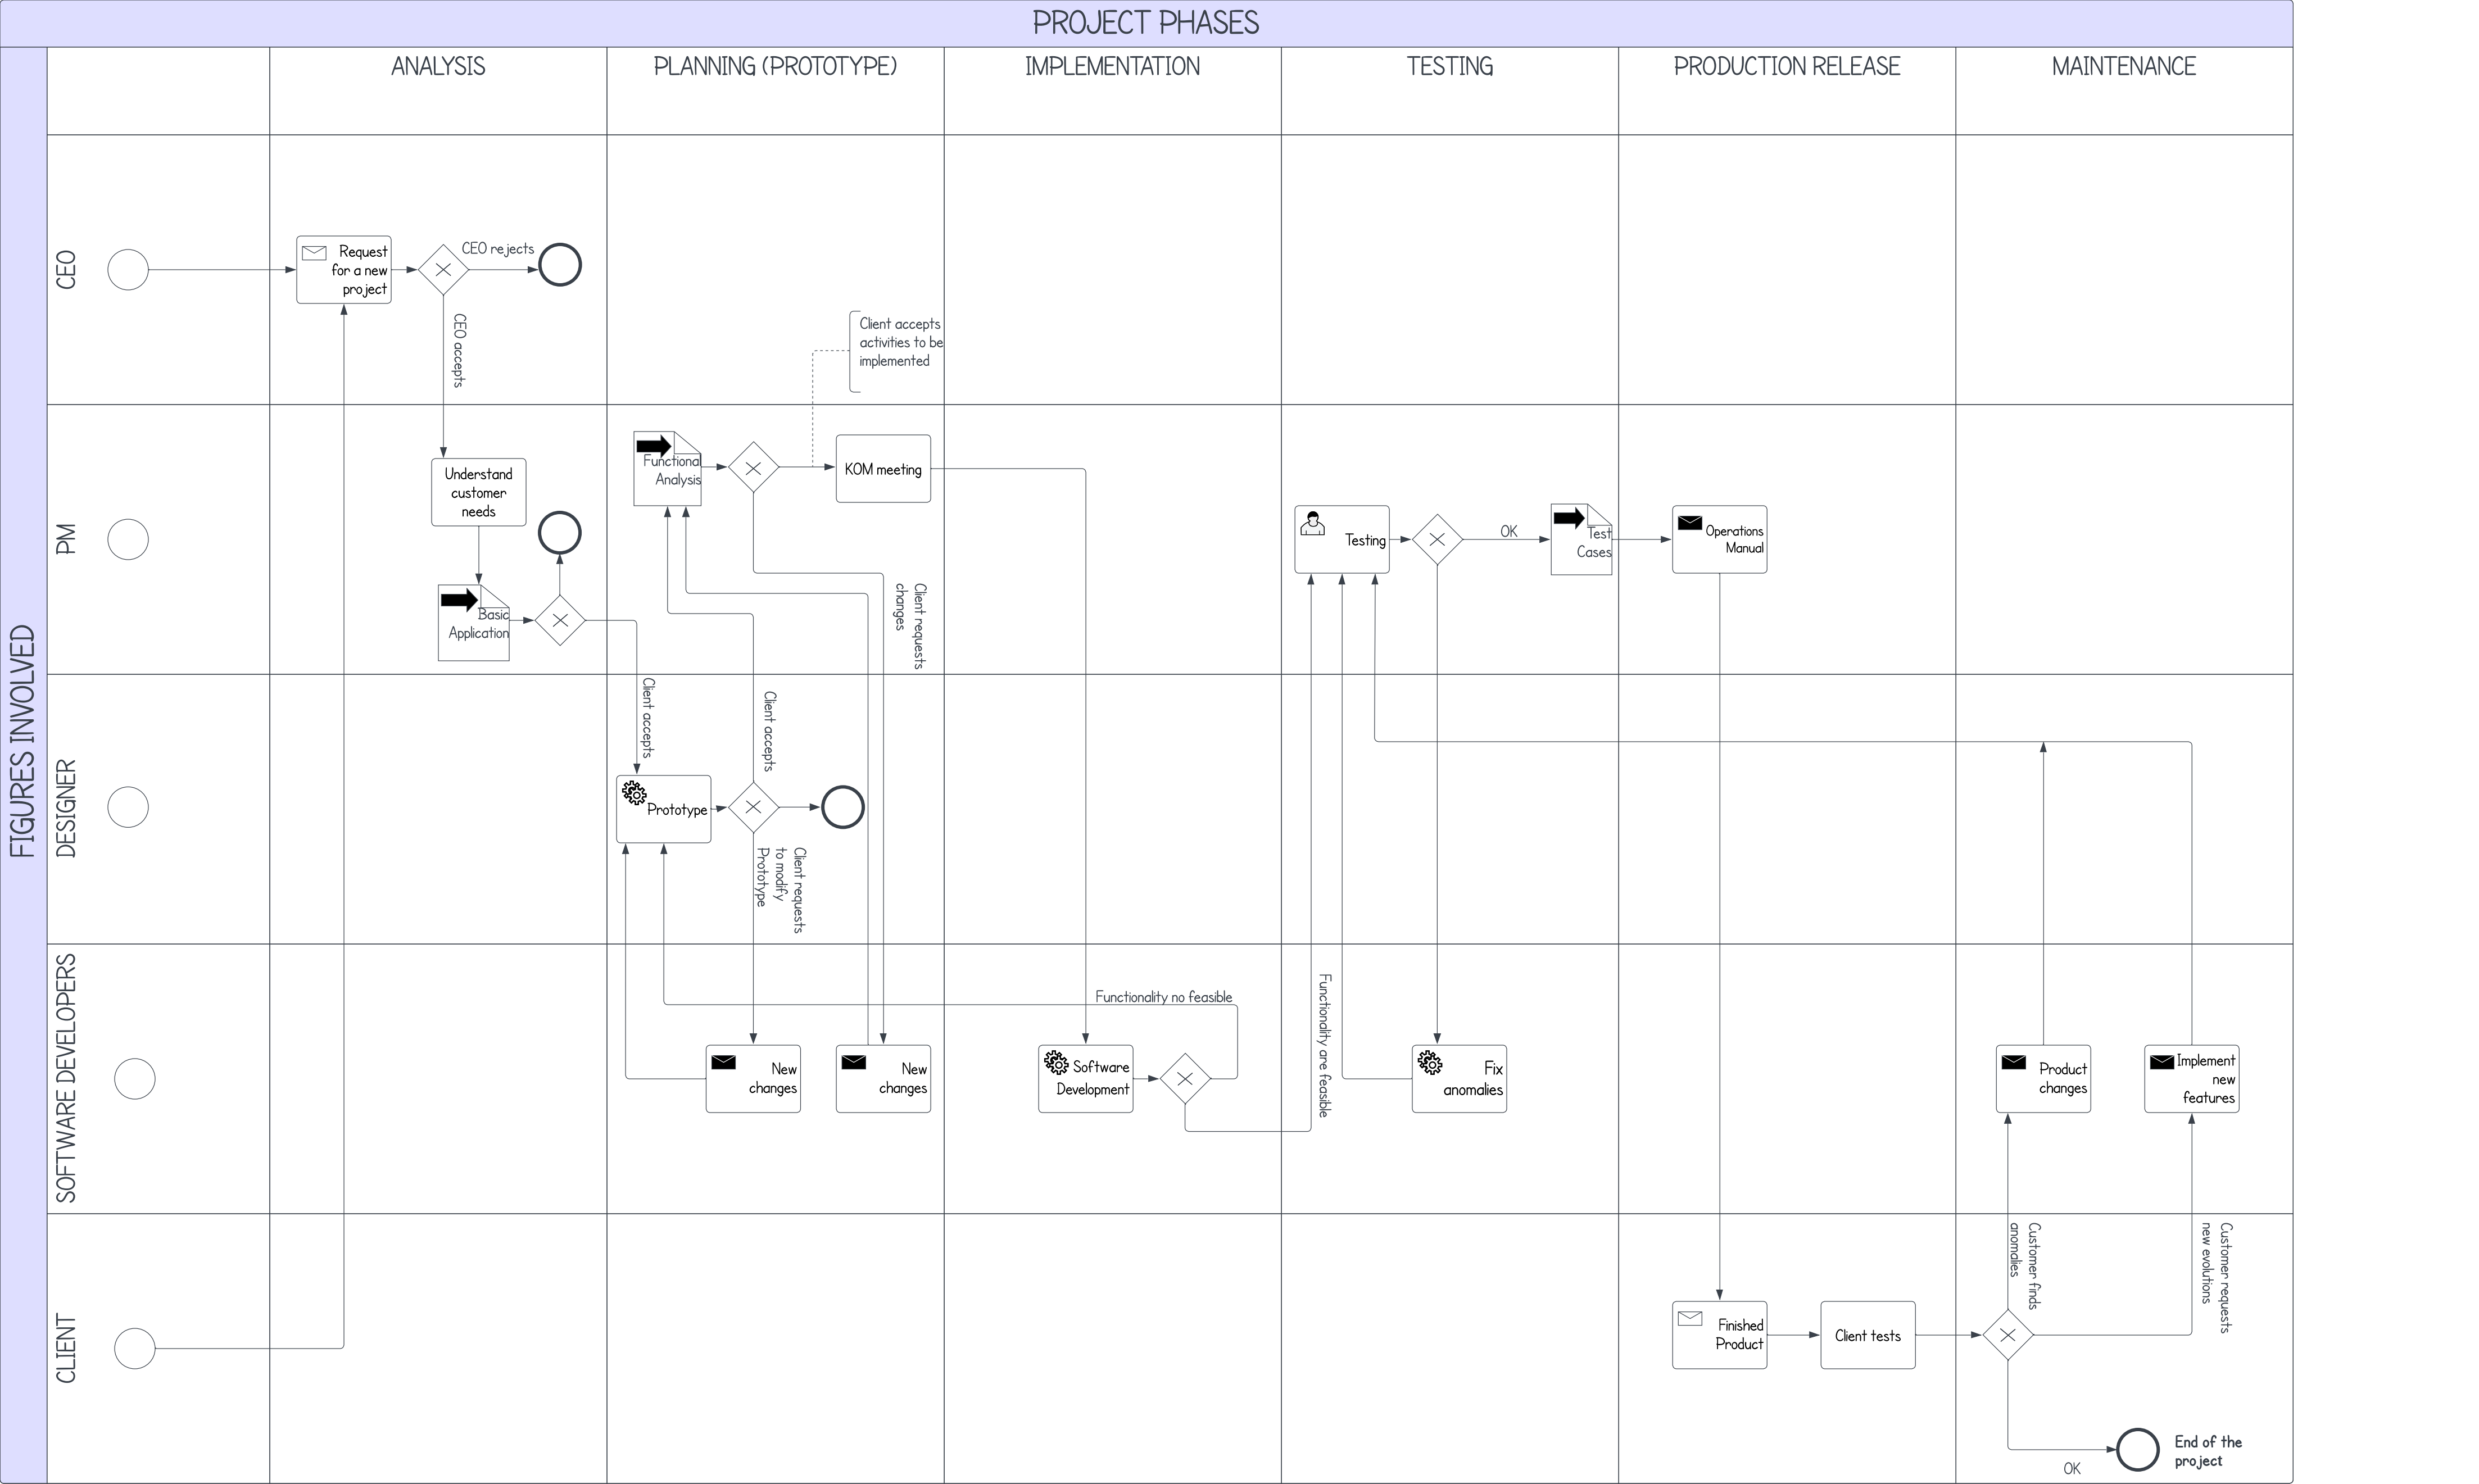 PROJECT PHASES
FIGURES INVOLVED
ANALYSIS
PLANNING (PROTOTYPE)
IMPLEMENTATION
TESTING
PRODUCTION RELEASE
MAINTENANCE
CEO
Request
for a new
project
CEO rejects
CEO accepts
Client accepts
activities to be
implemented
PM
Understand
customer
needs
Basic
Application
Functional
Analysis
KOM meeting
Client requests
changes
Testing
OK
Test
Cases
Operations
Manual
DESIGNER
Client accepts
Prototype
Client accepts
Client requests
to modify
Prototype
SOFTWARE DEVELOPERS
New
changes
New
changes
Functionality no feasible
Software
Development
Functionality are feasible
Fix
anomalies
Product
changes
Implement
new
features
CLIENT
Finished
Product
Client tests
Customer finds
anomalies
Customer requests
new evolutions
OK
End of the
project